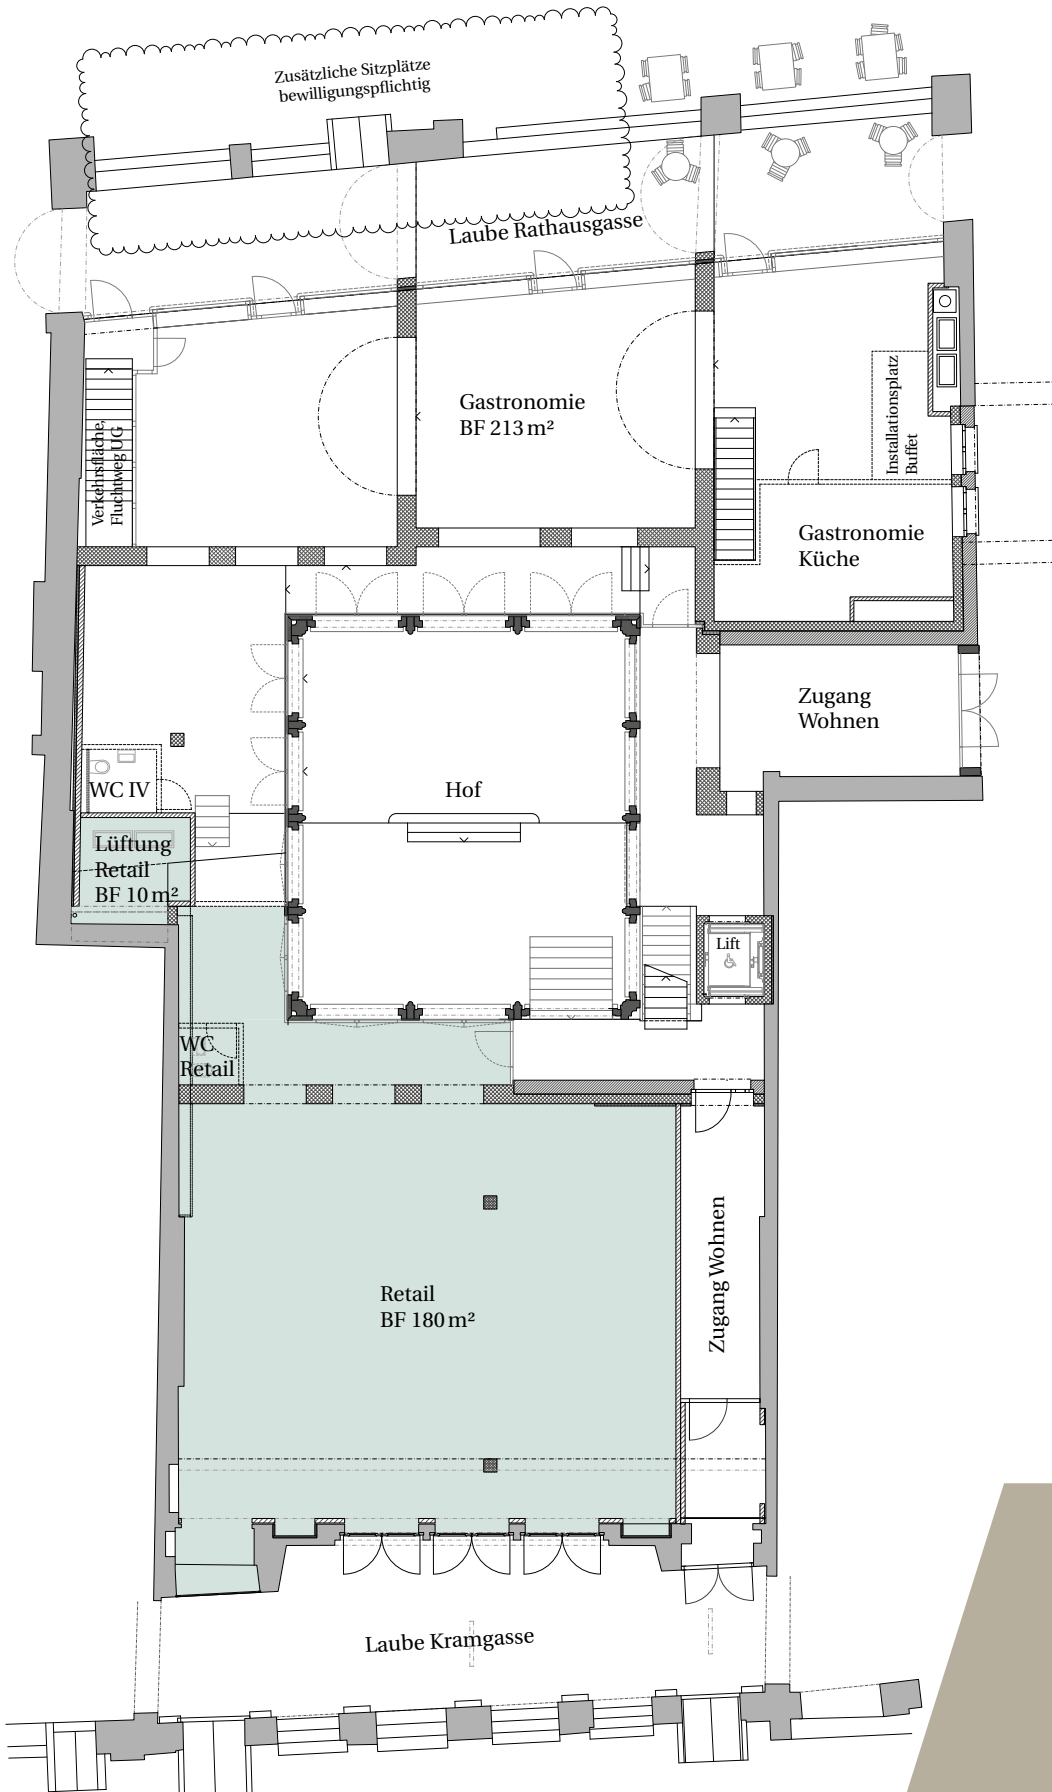 Zusätzliche Sitzplätze
bewilligungspflichtig
Laube Rathausgasse
Verkehrsfläche,
Fluchtweg UG
Gastronomie
BF 213 m²
Installationsplatz
Buffet
Gastronomie
Küche
Zugang
Wohnen
WC IV
Hof
Lüftung
Retail
BF 10 m²
Lift
WC
Retail
Retail
BF 180 m²
Zugang Wohnen
Laube Kramgasse